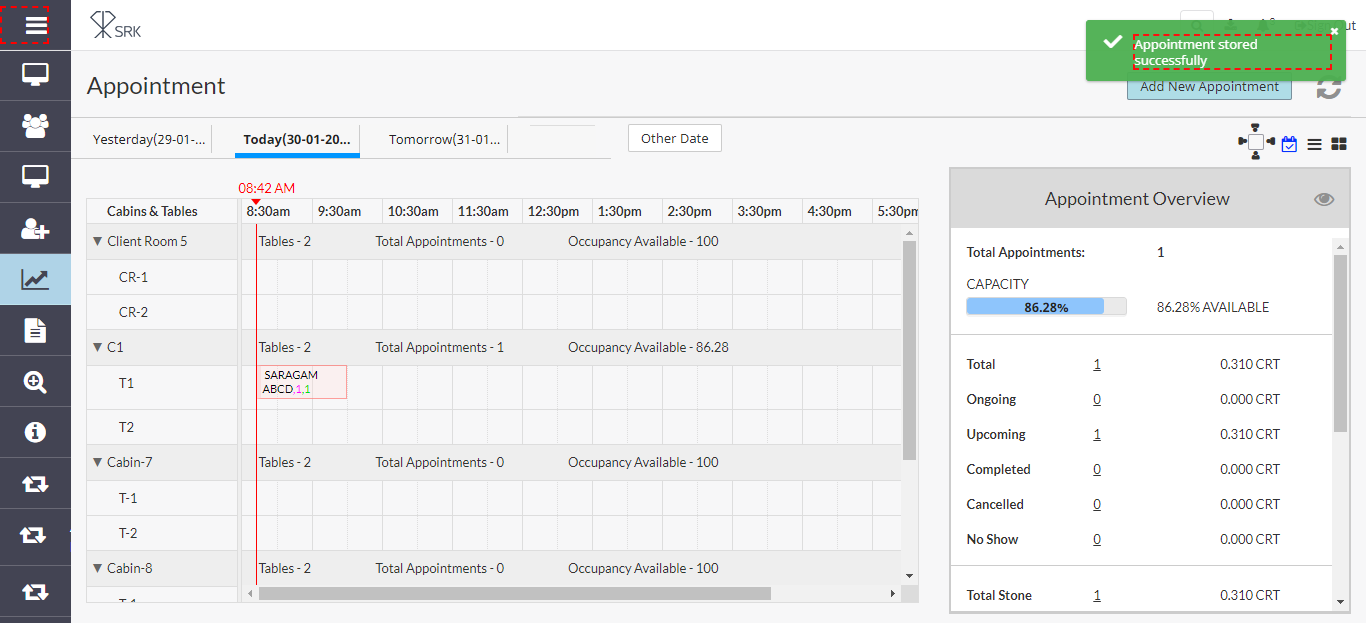 SRK
Appointment stored
successfully
Appointment
Add New Appointment
Yesterday(29-01-...
Today(30-01-20...
Tomorrow(31-01...
Other Date
08:42 AM
Cabins & Tables 8:30am 9:30am 10:30am 11:30am 12:30pm 1:30pm 2:30pm 3:30pm 4:30pm 5:30pm
Client Room 5 Tables - 2 Total Appointments - 0 Occupancy Available - 100
CR-1
CR-2
C1 Tables - 2 Total Appointments - 1 Occupancy Available - 86.28
T1 SARAGAM
ABCD,1,1
T2
Cabin-7 Tables - 2 Total Appointments - 0 Occupancy Available - 100
T-1
T-2
Cabin-8 Tables - 2 Total Appointments - 0 Occupancy Available - 100
Appointment Overview
Total Appointments: 1
CAPACITY
86.28% 86.28% AVAILABLE
Total 1 0.310 CRT
Ongoing 0 0.000 CRT
Upcoming 1 0.310 CRT
Completed 0 0.000 CRT
Cancelled 0 0.000 CRT
No Show 0 0.000 CRT
Total Stone 1 0.310 CRT